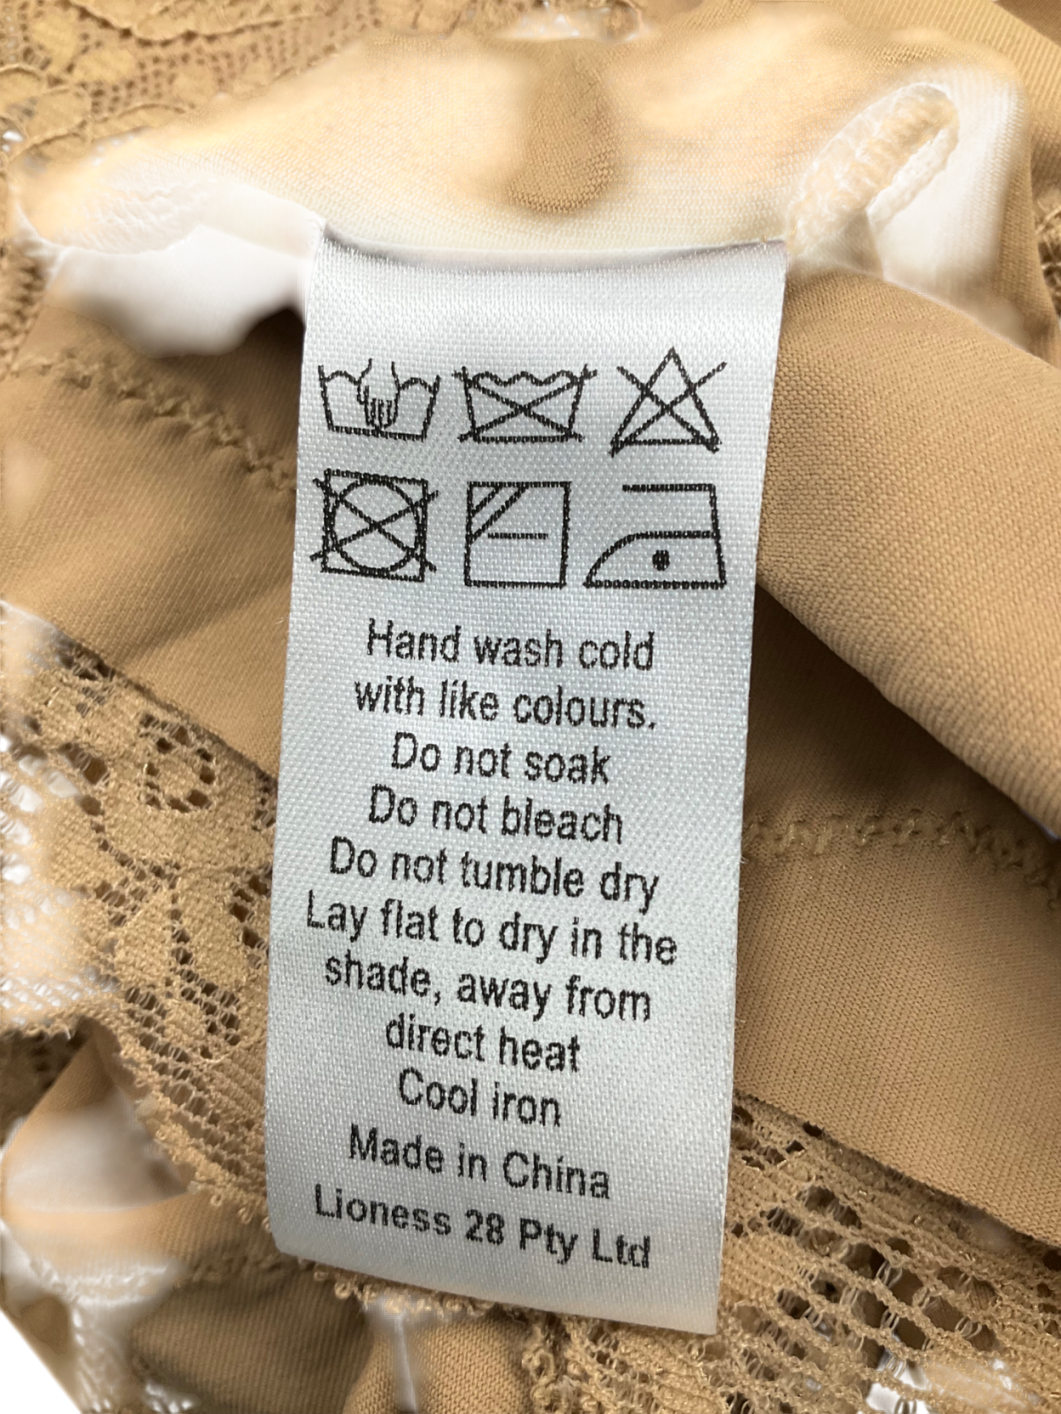 Hand wash cold
with like colours.
Do not soak
Do not bleach
Do not tumble dry
Lay flat to dry in the
shade, away from
direct heat
Cool iron
Made in China
Lioness 28 Pty Ltd